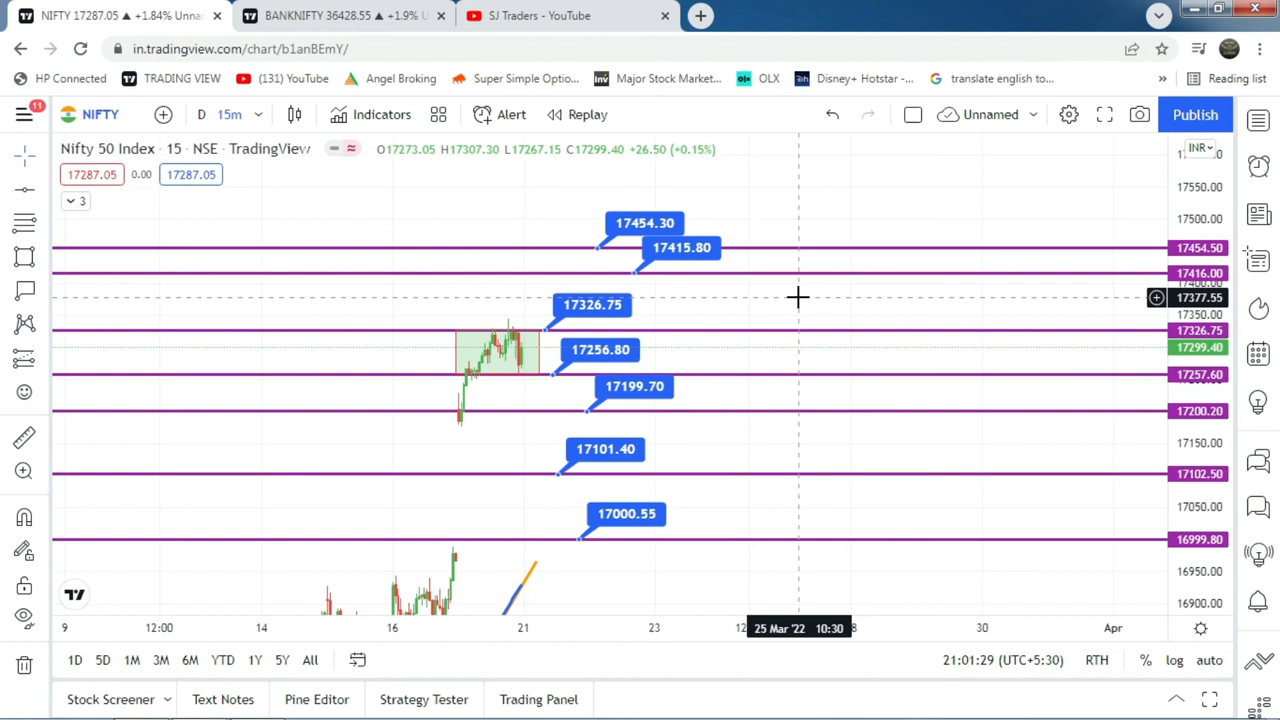 NIFTY 17287.05 ▲ +1.84% Unnar
BANKNIFTY 36428.55 ▲ +1.9% U
SJ Traders - YouTube
in.tradingview.com/chart/b1anBEmY/
HP Connected
TRADING VIEW
(131) YouTube
Angel Broking
Super Simple Optio...
Inv
Major Stock Market...
OLX
Disney+ Hotstar -...
translate english to...
»
Reading list
11
NIFTY
D
15m
Indicators
Alert
Replay
Unnamed
Publish
Nifty 50 Index · 15 · NSE · TradingView
O17273.05 H17307.30 L17267.15 C17299.40 +26.50 (+0.15%)
INR
17287.05
0.00
17287.05
3
17550.00
17500.00
17454.30
17415.80
17454.50
17416.00
17400.00
17377.55
17326.75
17350.00
17326.75
17256.80
17299.40
17257.60
17199.70
17200.20
17101.40
17150.00
17102.50
17000.55
17050.00
16999.80
16950.00
16900.00
9
12:00
14
16
21
23
12
25 Mar '22 10:30
8
30
Apr
1D
5D
1M
3M
6M
YTD
1Y
5Y
All
21:01:29 (UTC+5:30)
RTH
%
log
auto
Stock Screener
Text Notes
Pine Editor
Strategy Tester
Trading Panel